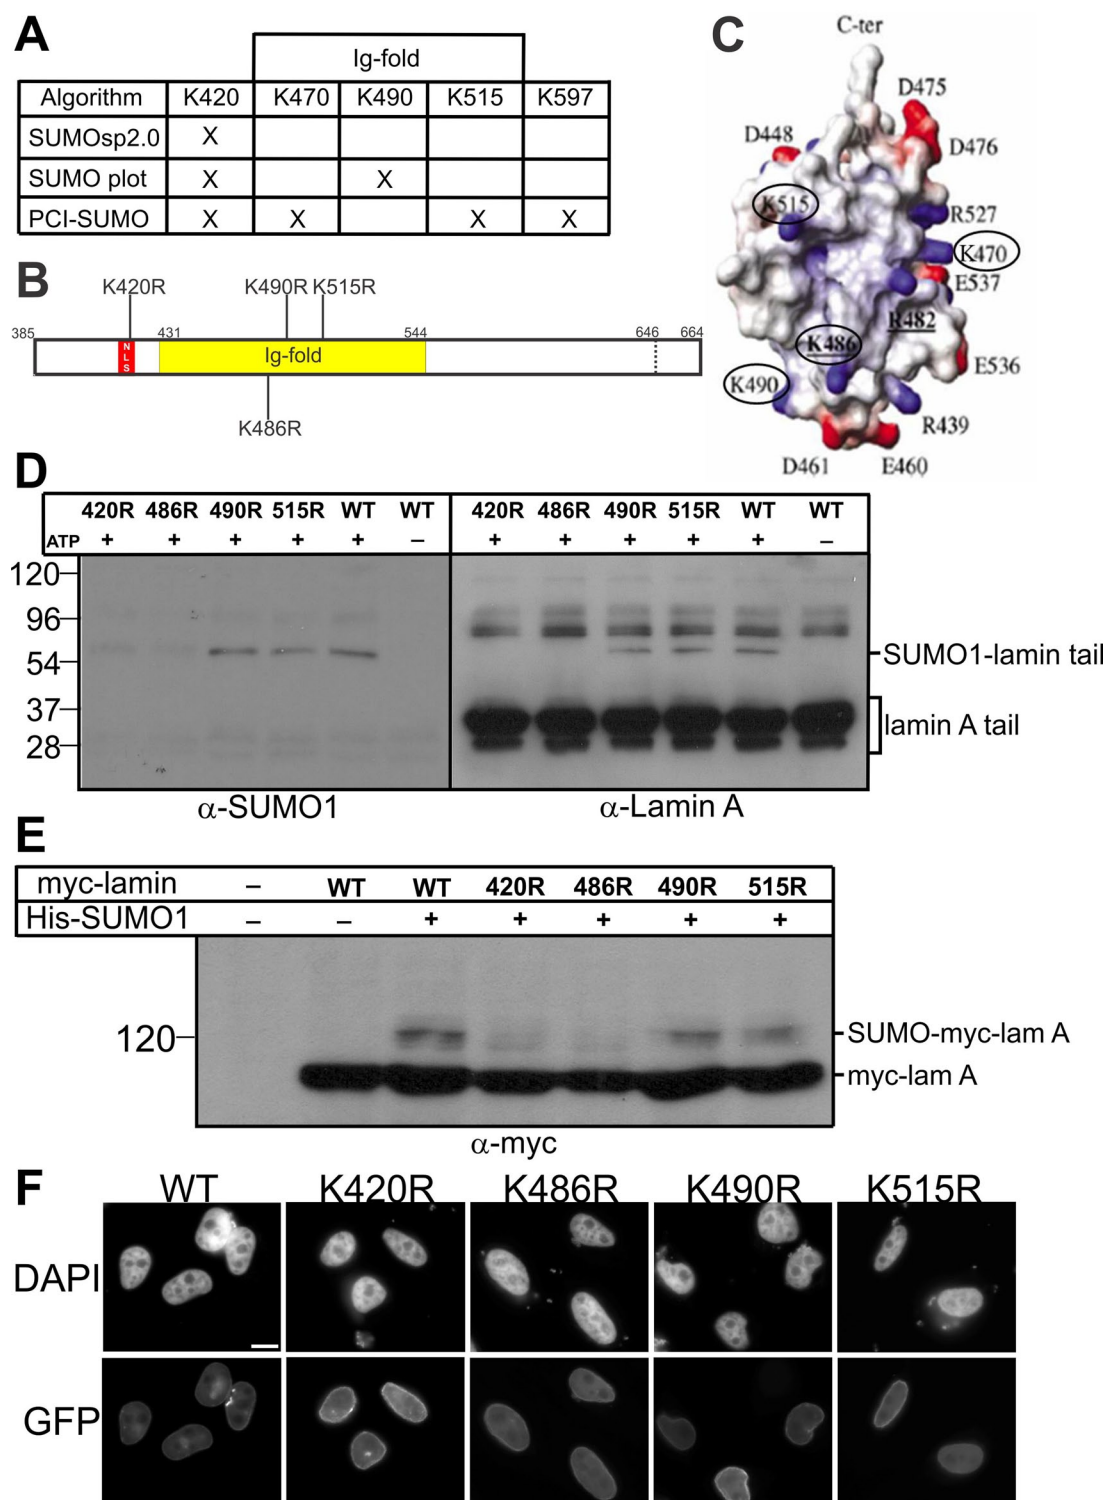 A
Ig-fold
Algorithm K420 K470 K490 K515 K597
SUMOsp2.0 X
SUMO plot X X
PCI-SUMO X X X X
B
K420R K490R K515R
385 431 544 646 664
NLS
Ig-fold
K486R
C
C-ter
D475
D448
D476
K515
R527
K470
E537
R482
K486
E536
K490
R439
D461 E460
D
420R 486R 490R 515R WT WT 420R 486R 490R 515R WT WT
ATP + + + + + – + + + + + –
120
96
54
37
28
SUMO1-lamin tail
lamin A tail
α-SUMO1 α-Lamin A
E
myc-lamin – WT WT 420R 486R 490R 515R
His-SUMO1 – – + + + + +
120
SUMO-myc-lam A
myc-lam A
α-myc
F
WT K420R K486R K490R K515R
DAPI
GFP